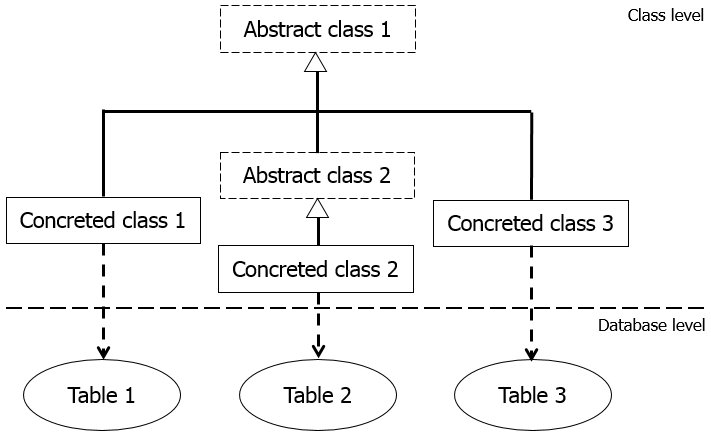 Abstract class 1
Class level
Abstract class 2
Concreted class 1
Concreted class 3
Concreted class 2
Database level
Table 1
Table 2
Table 3